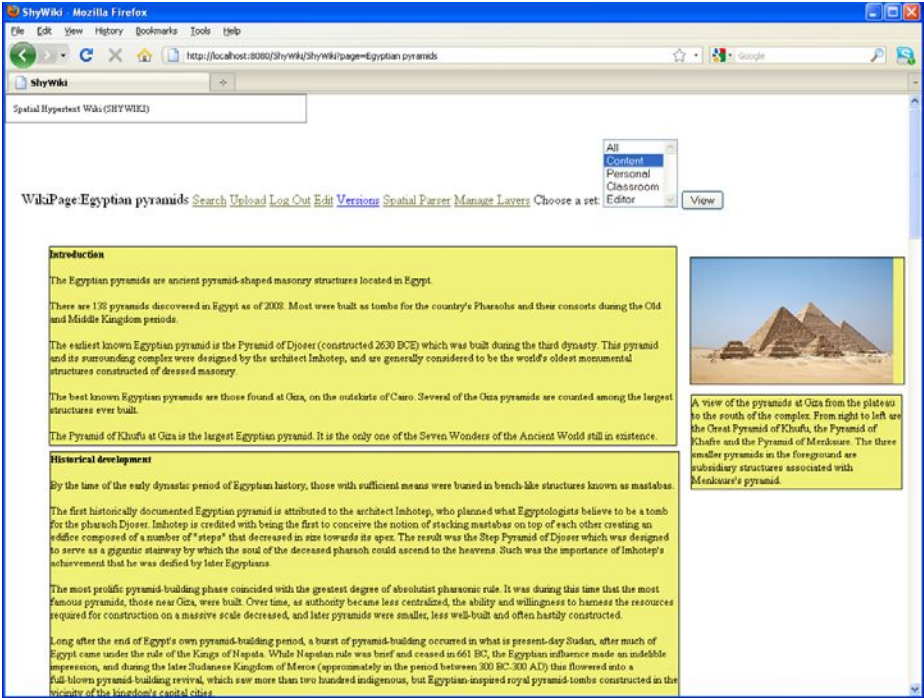 ShyWiki - Mozilla Firefox
File Edit View History Bookmarks Tools Help
http://localhost:8080/ShyWiki/ShyWiki?page=Egyptian pyramids
Google
ShyWiki
Spatial Hypertext Wiki (SHYWIKI)
All
Content
Personal
Classroom
Editor
WikiPage:Egyptian pyramids Search Upload Log Out Edit Versions Spatial Parser Manage Layers Choose a set: View
Introduction
The Egyptian pyramids are ancient pyramid-shaped masonry structures located in Egypt.
There are 138 pyramids discovered in Egypt as of 2008. Most were built as tombs for the country's Pharaohs and their consorts during the Old
and Middle Kingdom periods.
The earliest known Egyptian pyramid is the Pyramid of Djoser (constructed 2630 BCE) which was built during the third dynasty. This pyramid
and its surrounding complex were designed by the architect Imhotep, and are generally considered to be the world's oldest monumental
structures constructed of dressed masonry.
The best known Egyptian pyramids are those found at Giza, on the outskirts of Cairo. Several of the Giza pyramids are counted among the largest
structures ever built.
The Pyramid of Khufu at Giza is the largest Egyptian pyramid. It is the only one of the Seven Wonders of the Ancient World still in existence.
A view of the pyramids at Giza from the plateau
to the south of the complex. From right to left are
the Great Pyramid of Khufu, the Pyramid of
Khafre and the Pyramid of Menkaure. The three
smaller pyramids in the foreground are
subsidiary structures associated with
Menkaure's pyramid.
Historical development
By the time of the early dynastic period of Egyptian history, those with sufficient means were buried in bench-like structures known as mastabas.
The first historically documented Egyptian pyramid is attributed to the architect Imhotep, who planned what Egyptologists believe to be a tomb
for the pharaoh Djoser. Imhotep is credited with being the first to conceive the notion of stacking mastabas on top of each other creating an
edifice composed of a number of "steps" that decreased in size towards its apex. The result was the Step Pyramid of Djoser which was designed
to serve as a gigantic stairway by which the soul of the deceased pharaoh could ascend to the heavens. Such was the importance of Imhotep's
achievement that he was deified by later Egyptians.
The most prolific pyramid-building phase coincided with the greatest degree of absolutist pharaonic rule. It was during this time that the most
famous pyramids, those near Giza, were built. Over time, as authority became less centralized, the ability and willingness to harness the resources
required for construction on a massive scale decreased, and later pyramids were smaller, less well-built and often hastily constructed.
Long after the end of Egypt's own pyramid-building period, a burst of pyramid-building occurred in what is present-day Sudan, after much of
Egypt came under the rule of the Kings of Napata. While Napatan rule was brief and ceased in 661 BC, the Egyptian influence made an indelible
impression, and during the later Sudanese Kingdom of Meroe (approximately in the period between 300 BC-300 AD) this flowered into a
full-blown pyramid-building revival, which saw more than two hundred indigenous, but Egyptian-inspired royal pyramid-tombs constructed in the
vicinity of the kingdom's capital cities.